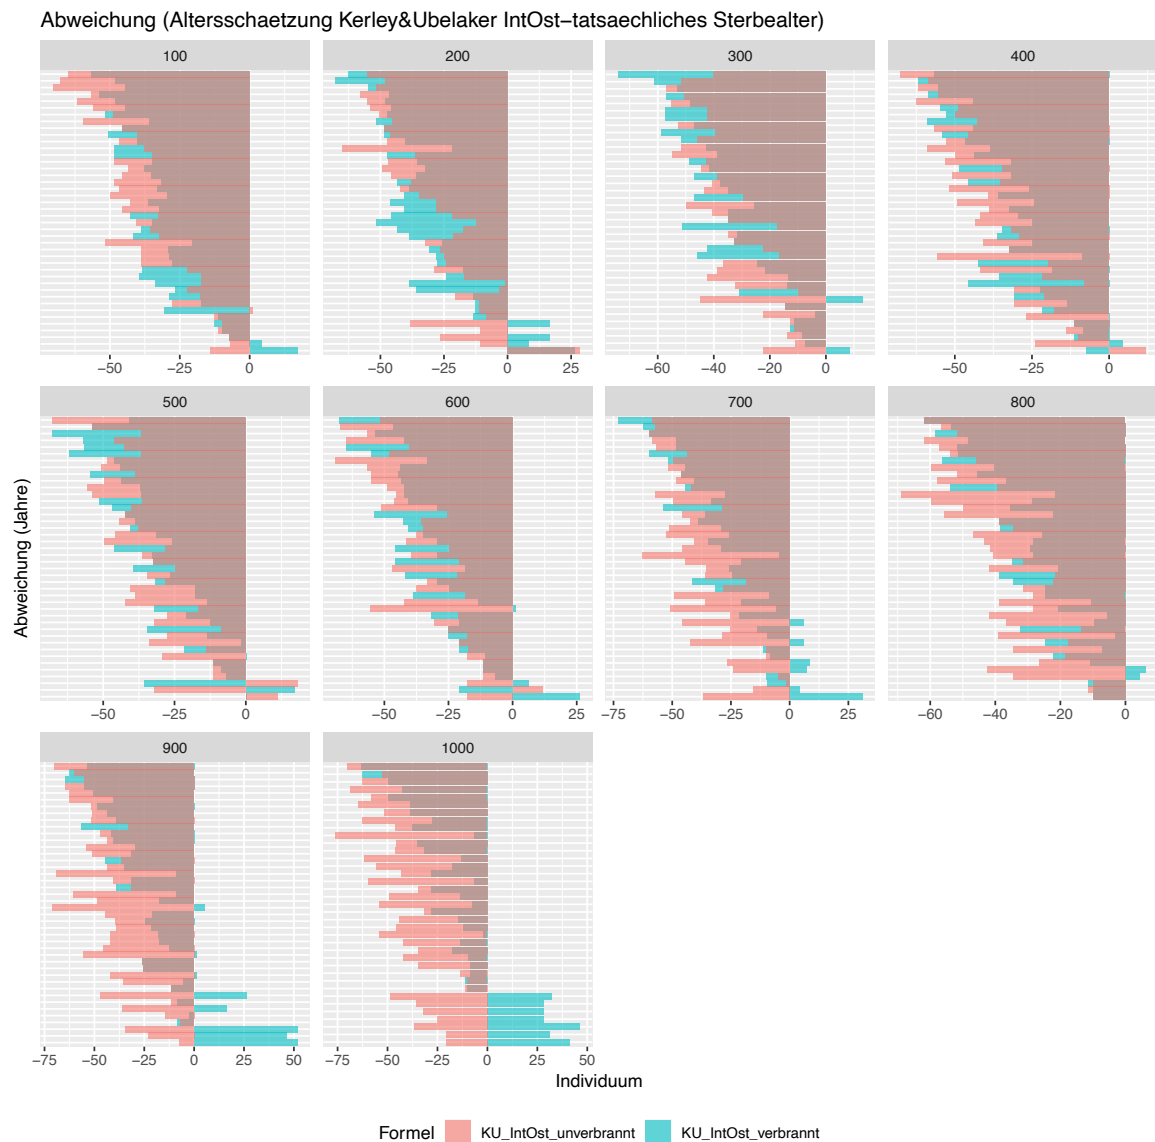 Abweichung (Altersschaetzung Kerley&Ubelaker IntOst−tatsaechliches Sterbealter)
100 200 300 400
−50 −25 0 −50 −25 0 25 −60 −40 −20 0 −50 −25 0
500 600 700 800
−50 −25 0 −50 −25 0 25 −75 −50 −25 0 25 −60 −40 −20 0
Abweichung (Jahre)
900 1000
−75 −50 −25 0 25 50 −75 −50 −25 0 25 50
Individuum
Formel KU_IntOst_unverbrannt KU_IntOst_verbrannt